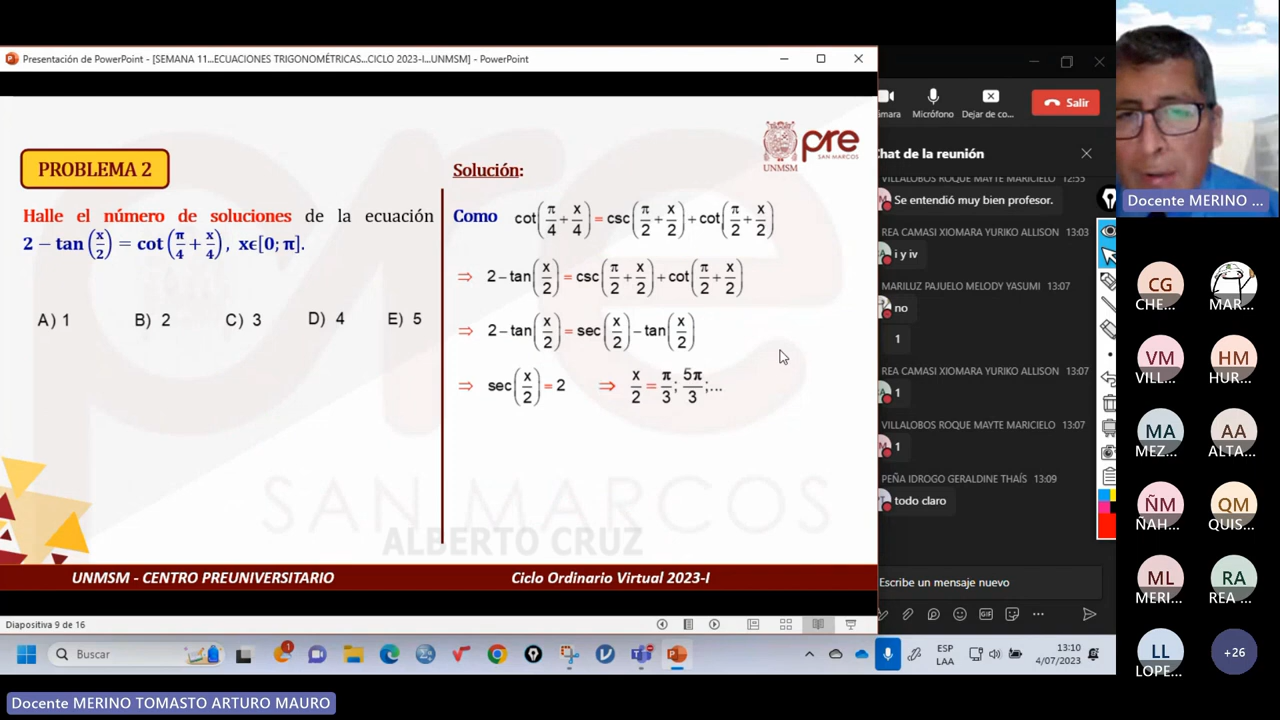 Presentación de PowerPoint - [SEMANA 11...ECUACIONES TRIGONOMÉTRICAS...CICLO 2023-I...UNMSM] - PowerPoint
PROBLEMA 2
Halle el número de soluciones de la ecuación
2 − tan(x/2) = cot(π/4 + x/4), xϵ[0; π].
A) 1 B) 2 C) 3 D) 4 E) 5
UNMSM
pre
SAN MARCOS
Solución:
Como cot(π/4 + x/4) = csc(π/2 + x/2) + cot(π/2 + x/2)
⇒ 2 − tan(x/2) = csc(π/2 + x/2) + cot(π/2 + x/2)
⇒ 2 − tan(x/2) = sec(x/2) − tan(x/2)
⇒ sec(x/2) = 2 ⇒ x/2 = π/3; 5π/3;...
pre
SAN MARCOS
ALBERTO CRUZ
UNMSM - CENTRO PREUNIVERSITARIO Ciclo Ordinario Virtual 2023-I
Diapositiva 9 de 16
Buscar
1
ESP
LAA
13:10
4/07/2023
Docente MERINO TOMASTO ARTURO MAURO
mara
Micrófono
Dejar de co...
Salir
Chat de la reunión
VILLALOBOS ROQUE MAYTE MARICIELO 12:55
Se entendió muy bien profesor.
REA CAMASI XIOMARA YURIKO ALLISON 13:03
i y iv
MARILUZ PAJUELO MELODY YASUMI 13:07
no
1
REA CAMASI XIOMARA YURIKO ALLISON 13:07
1
VILLALOBOS ROQUE MAYTE MARICIELO 13:07
1
PEÑA IDROGO GERALDINE THAÍS 13:09
todo claro
Escribe un mensaje nuevo
GIF
Docente MERINO ...
CG
CHE...
MAR...
VM
VILL...
HM
HUR...
MA
MEZ...
AA
ALTA...
ÑM
ÑAH...
QM
QUIS...
ML
MERI...
RA
REA ...
LL
LOPE...
+26